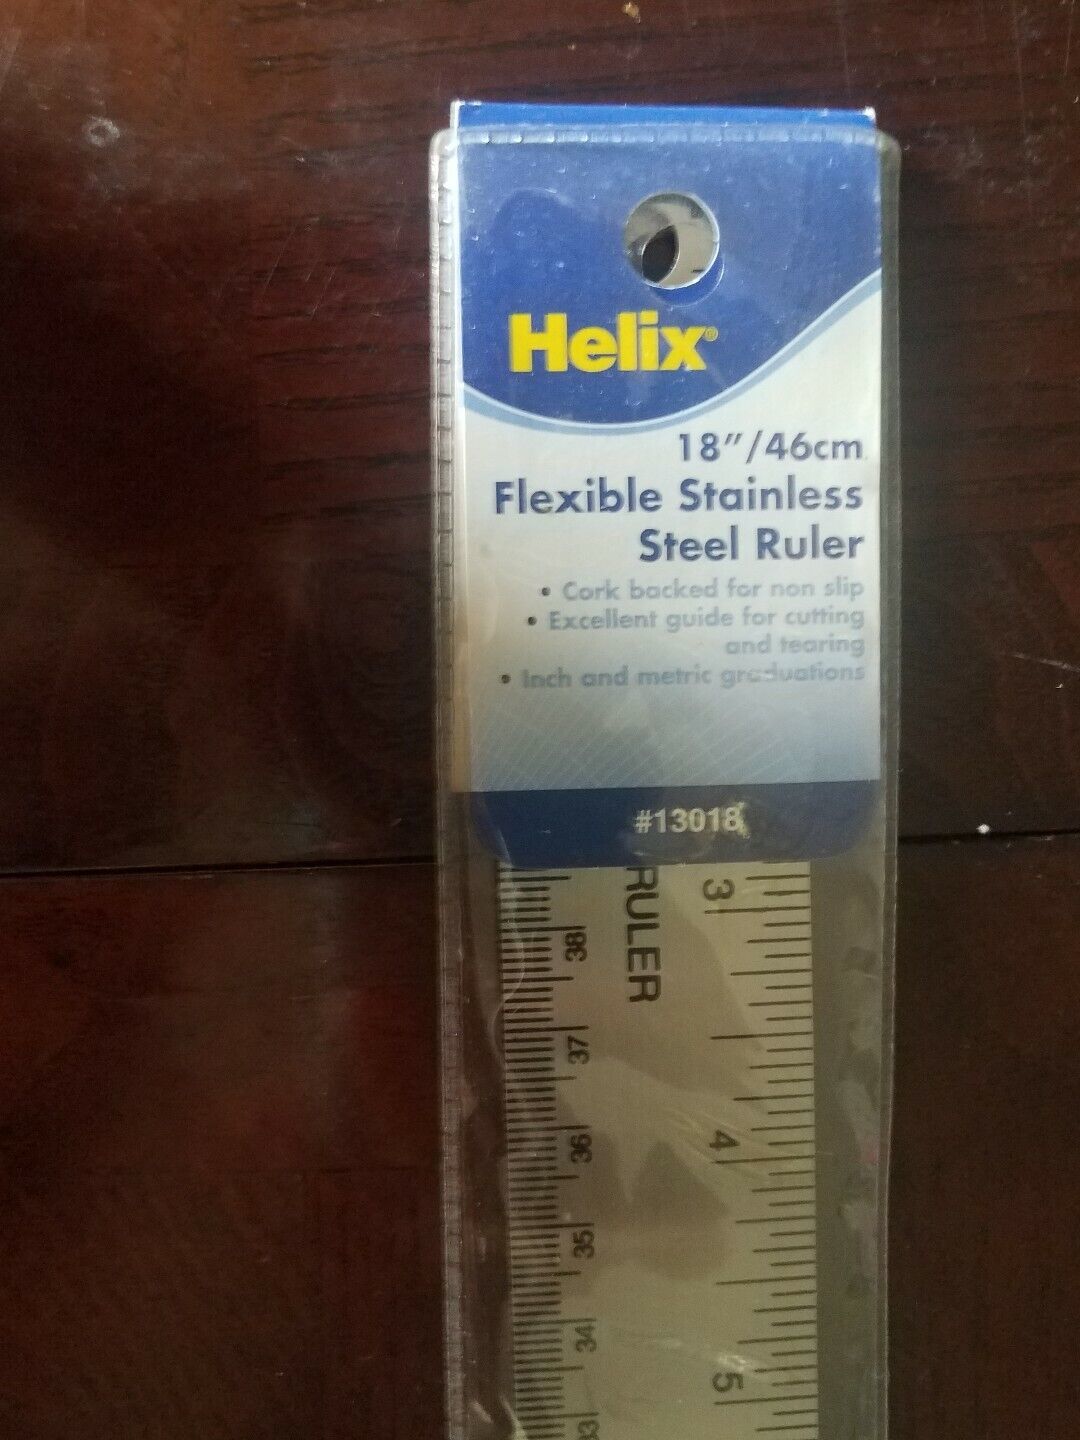 Helix®
18"/46cm
Flexible Stainless
Steel Ruler
• Cork backed for non slip
• Excellent guide for cutting
and tearing
• Inch and metric graduations
#13018
RULER
3
38
37
4
36
35
34
5
33